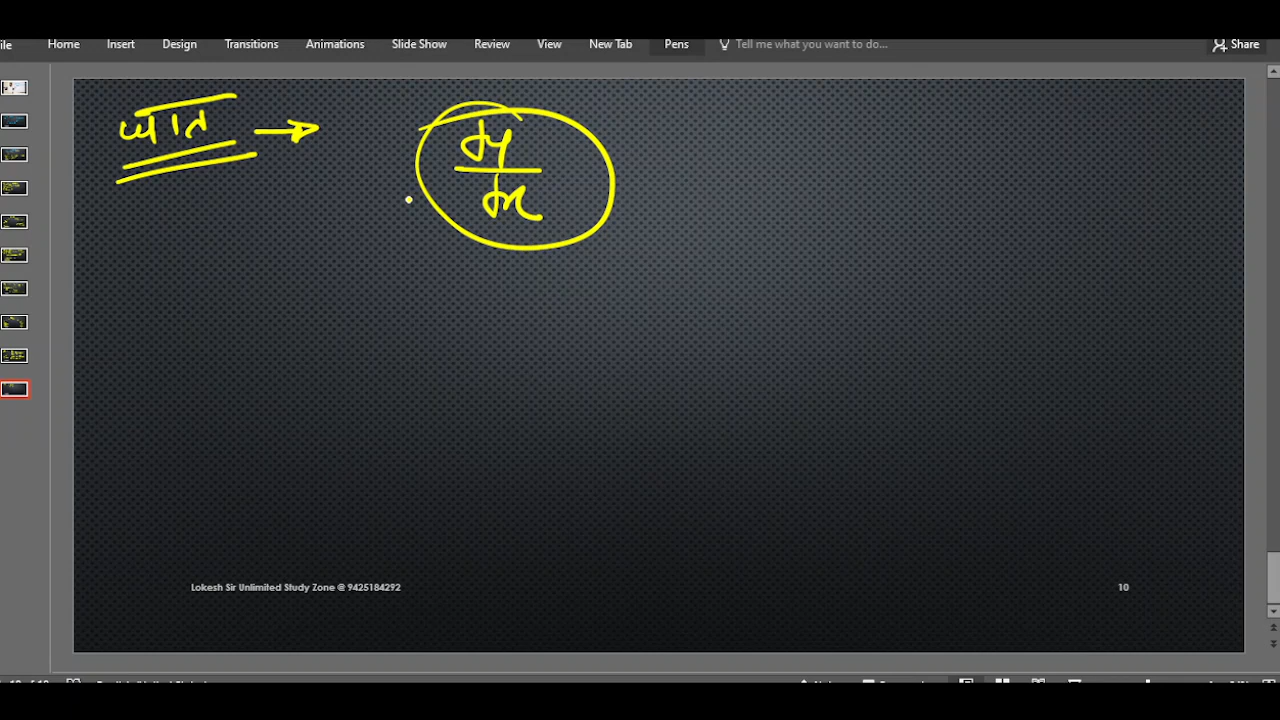 Home Insert Design Transitions Animations Slide Show Review View New Tab Pens Tell me what you want to do... Share
dy
dx
Lokesh Sir Unlimited Study Zone @ 9425184292 10